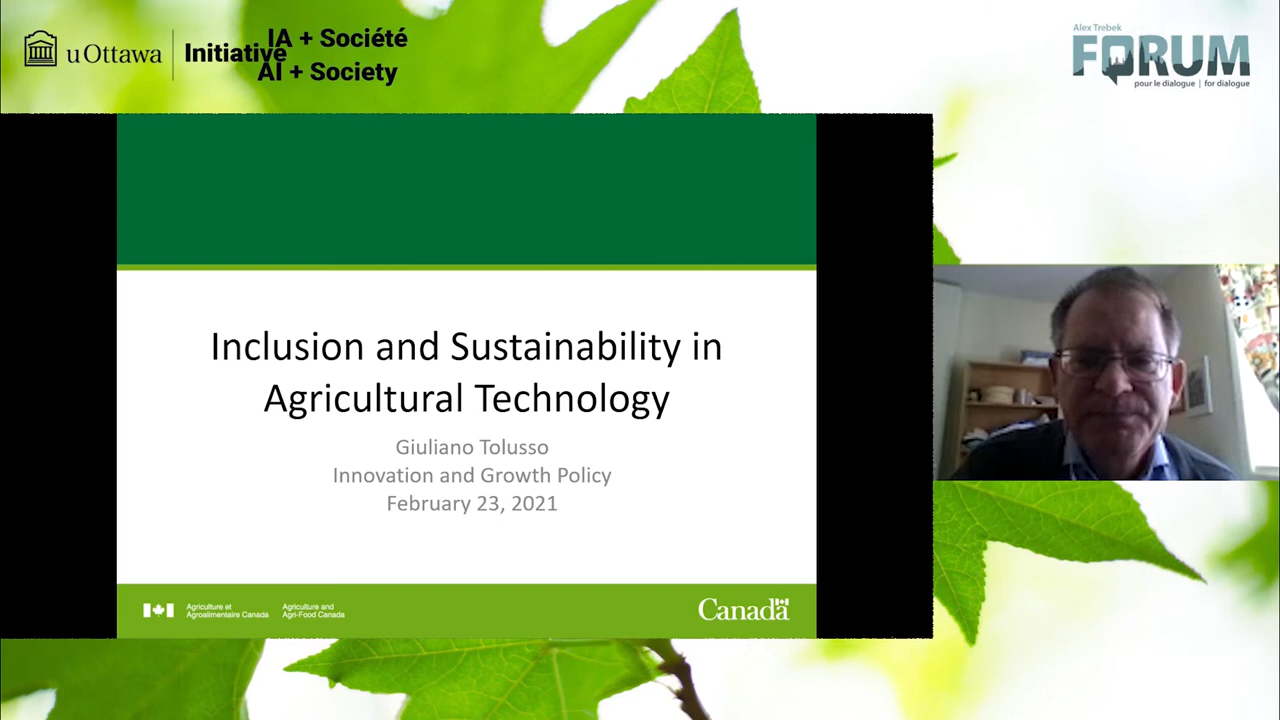 uOttawa
Initiative
IA + Société
AI + Society
Alex Trebek
FORUM
pour le dialogue | for dialogue
Inclusion and Sustainability in
Agricultural Technology
Giuliano Tolusso
Innovation and Growth Policy
February 23, 2021
Agriculture et
Agroalimentaire Canada
Agriculture and
Agri-Food Canada
Canada